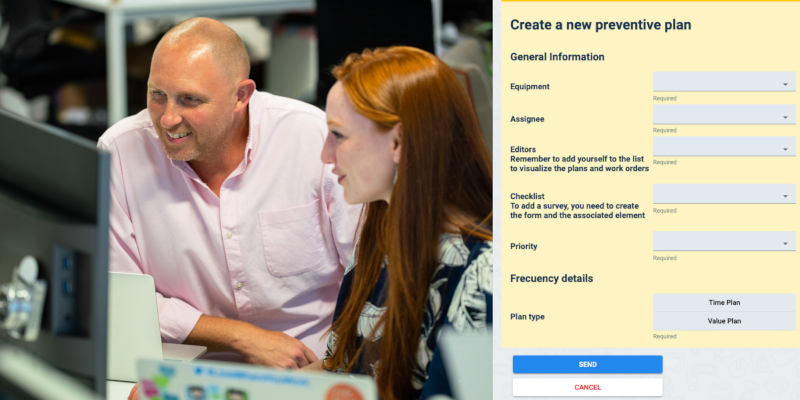 Create a new preventive plan
General Information
Equipment
Required
Assignee
Required
Editors
Remember to add yourself to the list
to visualize the plans and work orders
Required
Checklist
To add a survey, you need to create
the form and the associated element
Required
Priority
Required
Frecuency details
Plan type
Time Plan
Value Plan
Required
SEND
CANCEL